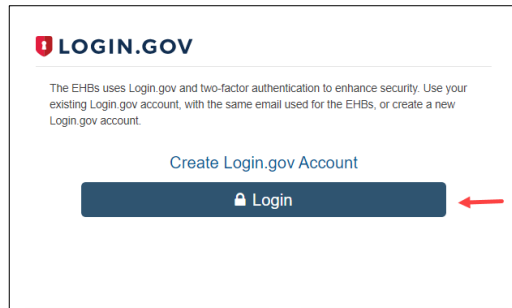 LOGIN.GOV
The EHBs uses Login.gov and two-factor authentication to enhance security. Use your
existing Login.gov account, with the same email used for the EHBs, or create a new
Login.gov account.
Create Login.gov Account
Login